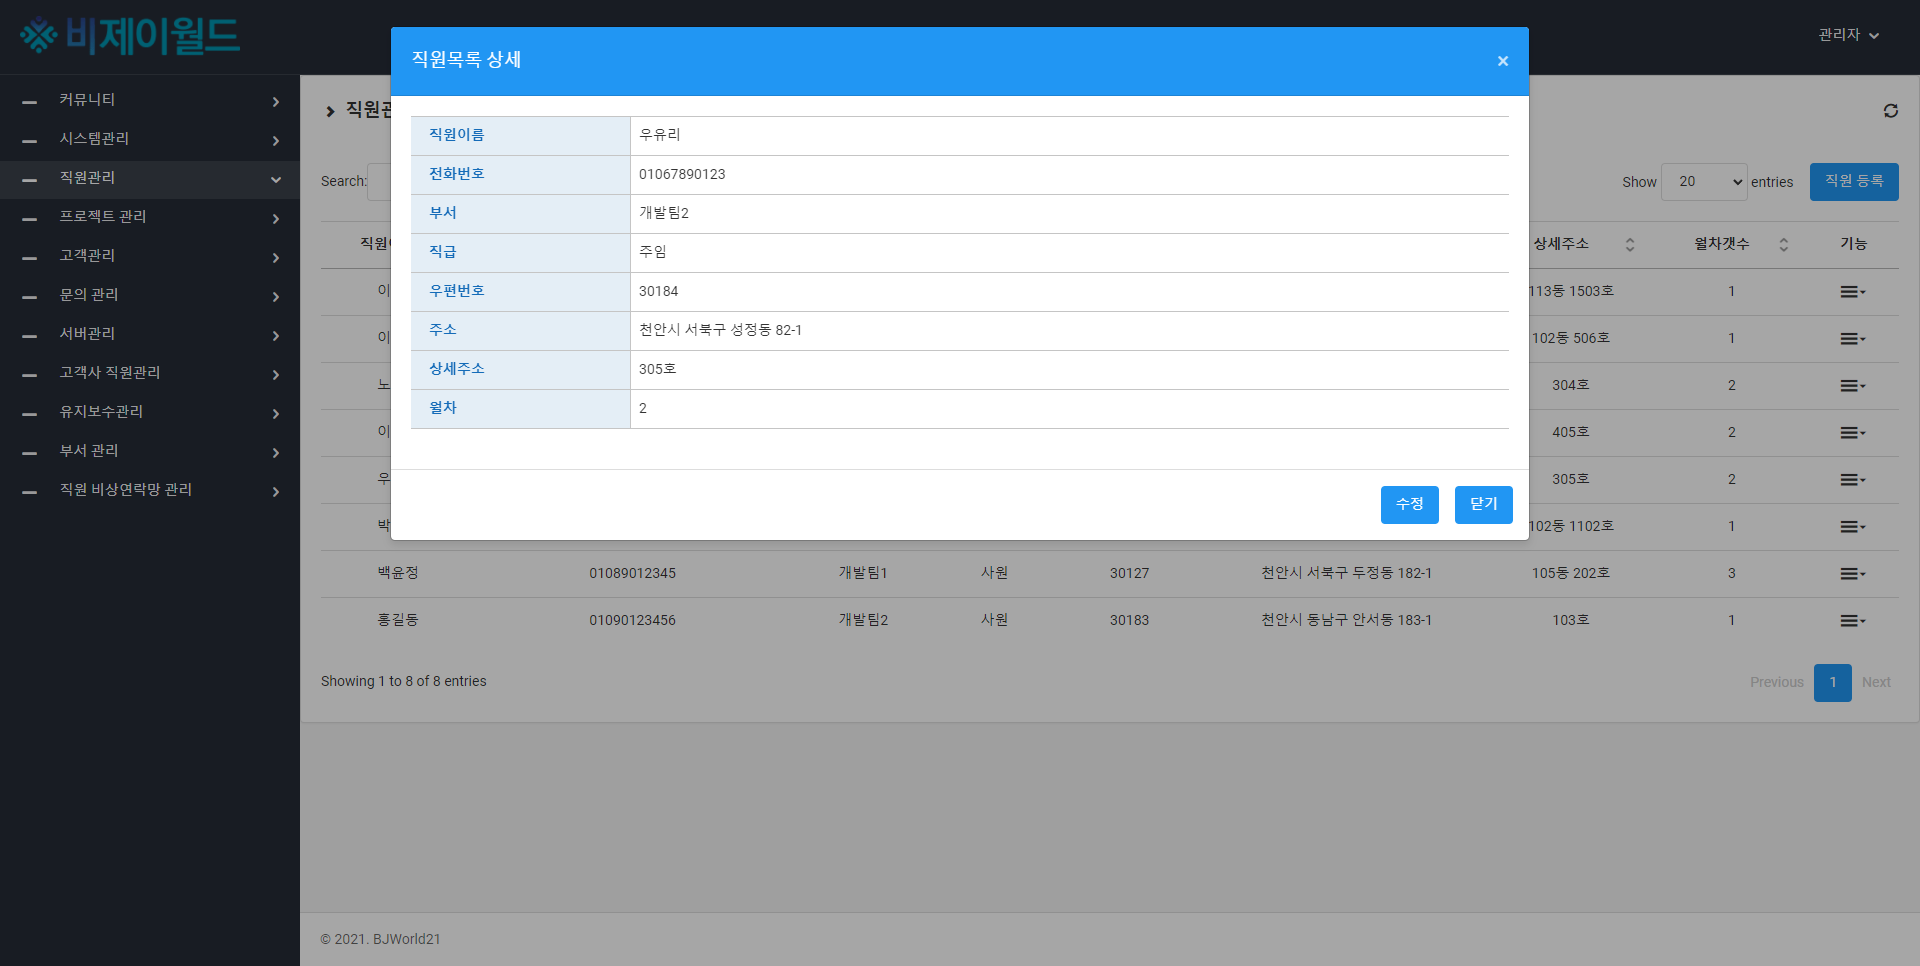 비제이월드
관리자
커뮤니티
시스템관리
직원관리
프로젝트 관리
고객관리
문의 관리
서버관리
고객사 직원관리
유지보수관리
부서 관리
직원 비상연락망 관리
직원관
Search:
Show 20 entries 직원 등록
직원목록 상세 ×
직원이름 우유리
전화번호 01067890123
부서 개발팀2
직급 주임
우편번호 30184
주소 천안시 서북구 성정동 82-1
상세주소 305호
월차 2
수정 닫기
직원 상세주소 월차갯수 기능
이 113동 1503호 1
이 102동 506호 1
노 304호 2
이 405호 2
우 305호 2
박 102동 1102호 1
백윤정 01089012345 개발팀1 사원 30127 천안시 서북구 두정동 182-1 105동 202호 3
홍길동 01090123456 개발팀2 사원 30183 천안시 동남구 안서동 183-1 103호 1
Showing 1 to 8 of 8 entries
Previous 1 Next
© 2021. BJWorld21